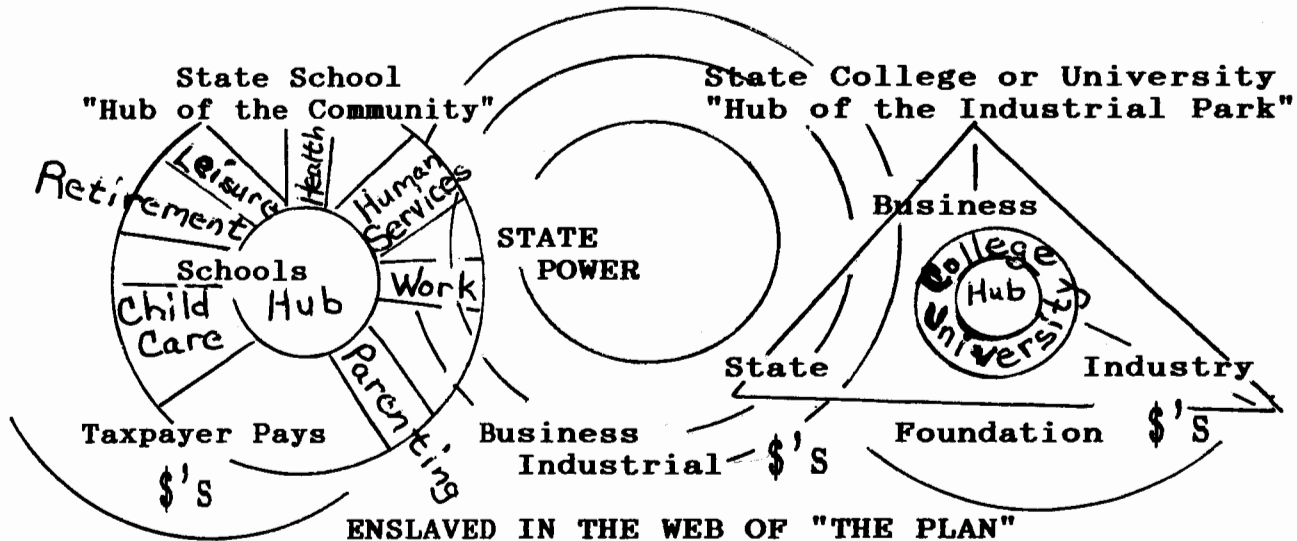 State School
"Hub of the Community"
Retirement
Leisure
Health
Human
Services
Schools
Hub
Work
Child
Care
Parenting
Taxpayer Pays
$'s
STATE
POWER
Business
Industrial
$'s
State College or University
"Hub of the Industrial Park"
Business
College
Hub
University
State
Industry
Foundation
$'s
ENSLAVED IN THE WEB OF "THE PLAN"